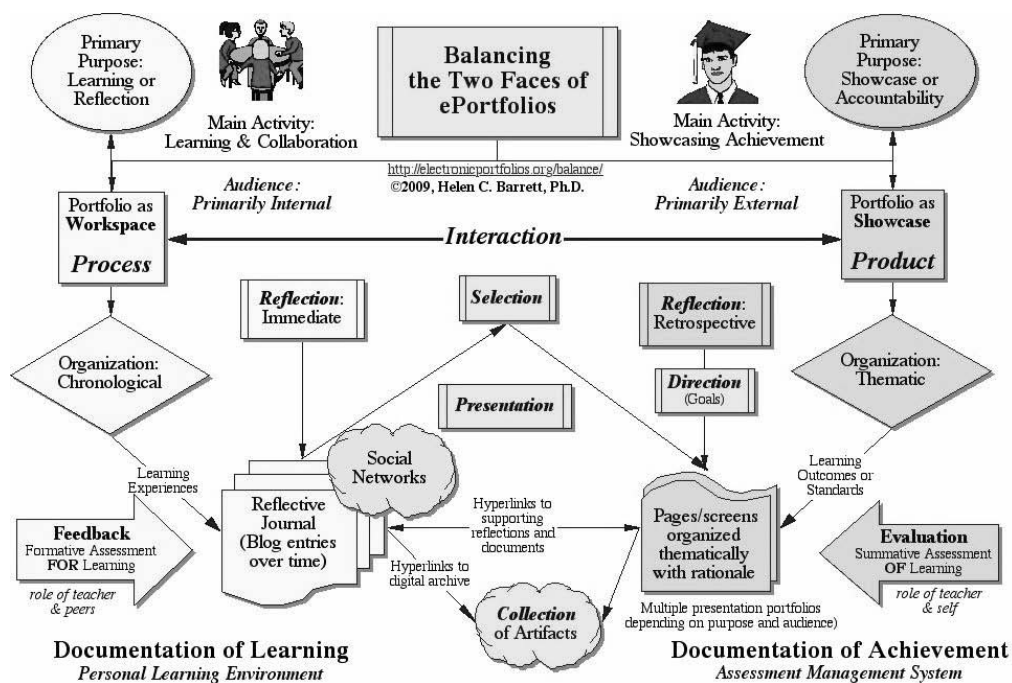 Primary
Purpose:
Learning or
Reflection
Main Activity:
Learning & Collaboration
Balancing
the Two Faces of
ePortfolios
Main Activity:
Showcasing Achievement
Primary
Purpose:
Showcase or
Accountability
http://electronicportfolios.org/balance/
©2009, Helen C. Barrett, Ph.D.
Audience:
Primarily Internal
Audience:
Primarily External
Portfolio as
Workspace
Process
Interaction
Portfolio as
Showcase
Product
Reflection:
Immediate
Selection
Reflection:
Retrospective
Organization:
Chronological
Presentation
Direction
(Goals)
Organization:
Thematic
Learning
Experiences
Social
Networks
Learning
Outcomes or
Standards
Feedback
Formative Assessment
FOR Learning
role of teacher
& peers
Reflective
Journal
(Blog entries
over time)
Hyperlinks to
supporting
reflections and
documents
Hyperlinks to
digital archive
Pages/screens
organized
thematically
with rationale
Evaluation
Summative Assessment
OF Learning
role of teacher
& self
Collection
of Artifacts
Multiple presentation portfolios
depending on purpose and audience)
Documentation of Learning
Personal Learning Environment
Documentation of Achievement
Assessment Management System